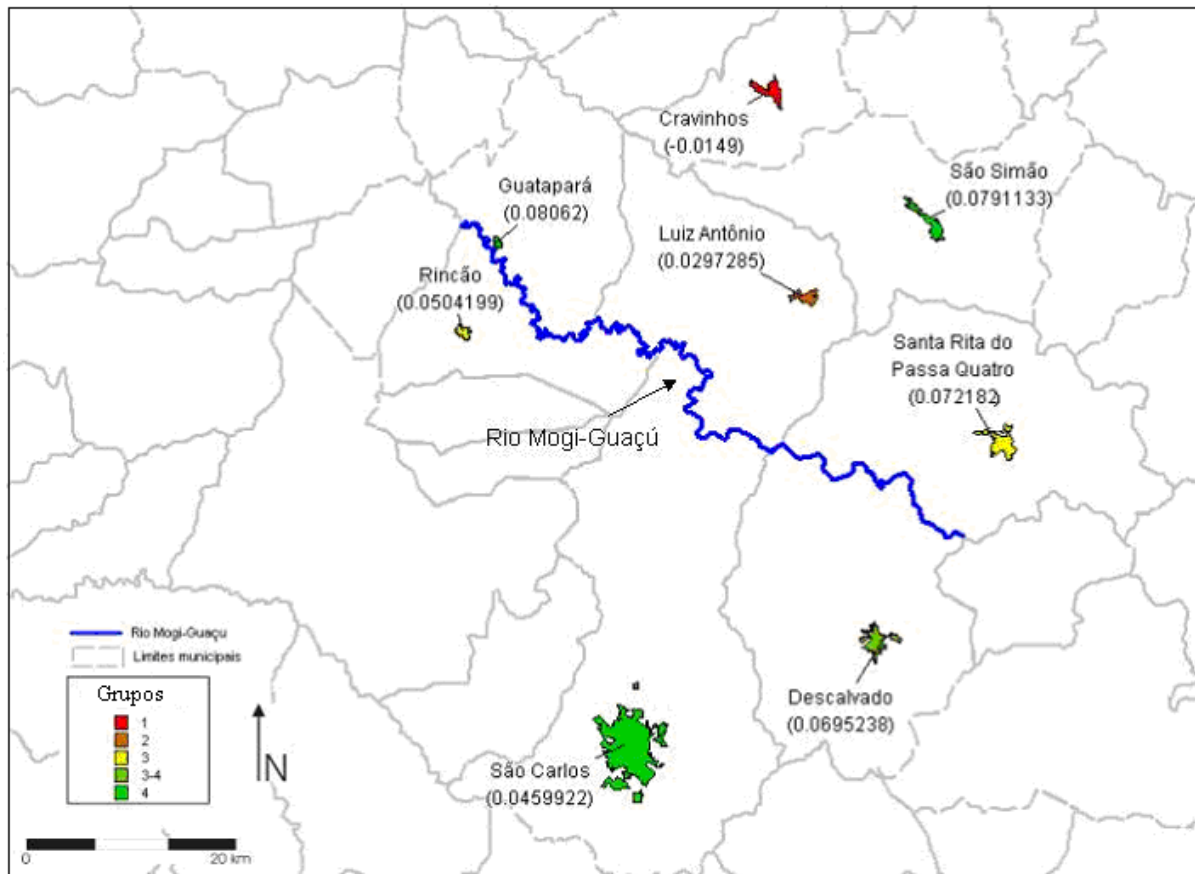 Cravinhos
(-0.0149)
São Simão
(0.0791133)
Guatapará
(0.08062)
Luiz Antônio
(0.0297285)
Rincão
(0.0504199)
Santa Rita do
Passa Quatro
(0.072182)
Rio Mogi-Guaçú
Rio Mogi-Guaçu
Limites municipais
Grupos
1
2
3
3-4
4
N
Descalvado
(0.0695238)
São Carlos
(0.0459922)
0
20 km